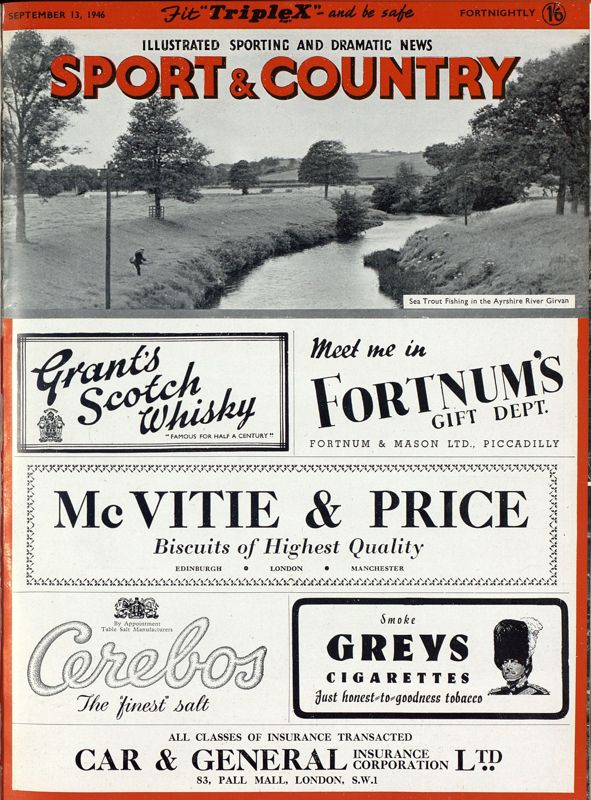 SEPTEMBER 13, 1946 Fit "TripleX" - and be safe FORTNIGHTLY 1/6
ILLUSTRATED SPORTING AND DRAMATIC NEWS
SPORT & COUNTRY
Sea Trout Fishing in the Ayrshire River Girvan
Grant's
Scotch
Whisky
"FAMOUS FOR HALF A CENTURY"
Meet me in
FORTNUM'S
GIFT DEPT.
FORTNUM & MASON LTD., PICCADILLY
McVITIE & PRICE
Biscuits of Highest Quality
EDINBURGH • LONDON • MANCHESTER
By Appointment
Table Salt Manufacturers
Cerebos
The "finest" salt
Smoke
GREYS
CIGARETTES
Just honest-to-goodness tobacco
ALL CLASSES OF INSURANCE TRANSACTED
CAR & GENERAL INSURANCE CORPORATION LTD
83, PALL MALL, LONDON, S.W.1